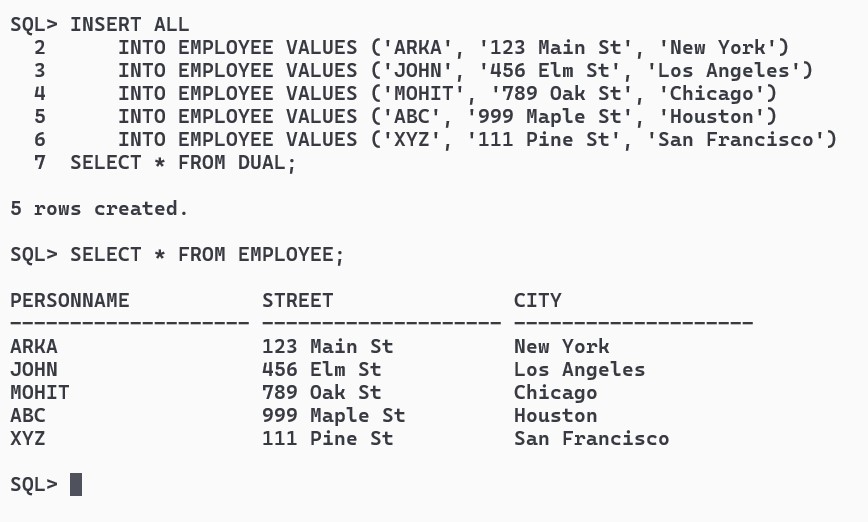 SQL> INSERT ALL
  2      INTO EMPLOYEE VALUES ('ARKA', '123 Main St', 'New York')
  3      INTO EMPLOYEE VALUES ('JOHN', '456 Elm St', 'Los Angeles')
  4      INTO EMPLOYEE VALUES ('MOHIT', '789 Oak St', 'Chicago')
  5      INTO EMPLOYEE VALUES ('ABC', '999 Maple St', 'Houston')
  6      INTO EMPLOYEE VALUES ('XYZ', '111 Pine St', 'San Francisco')
  7  SELECT * FROM DUAL;

5 rows created.

SQL> SELECT * FROM EMPLOYEE;

PERSONNAME           STREET               CITY
-------------------- -------------------- --------------------
ARKA                 123 Main St          New York
JOHN                 456 Elm St           Los Angeles
MOHIT                789 Oak St           Chicago
ABC                  999 Maple St         Houston
XYZ                  111 Pine St          San Francisco

SQL>